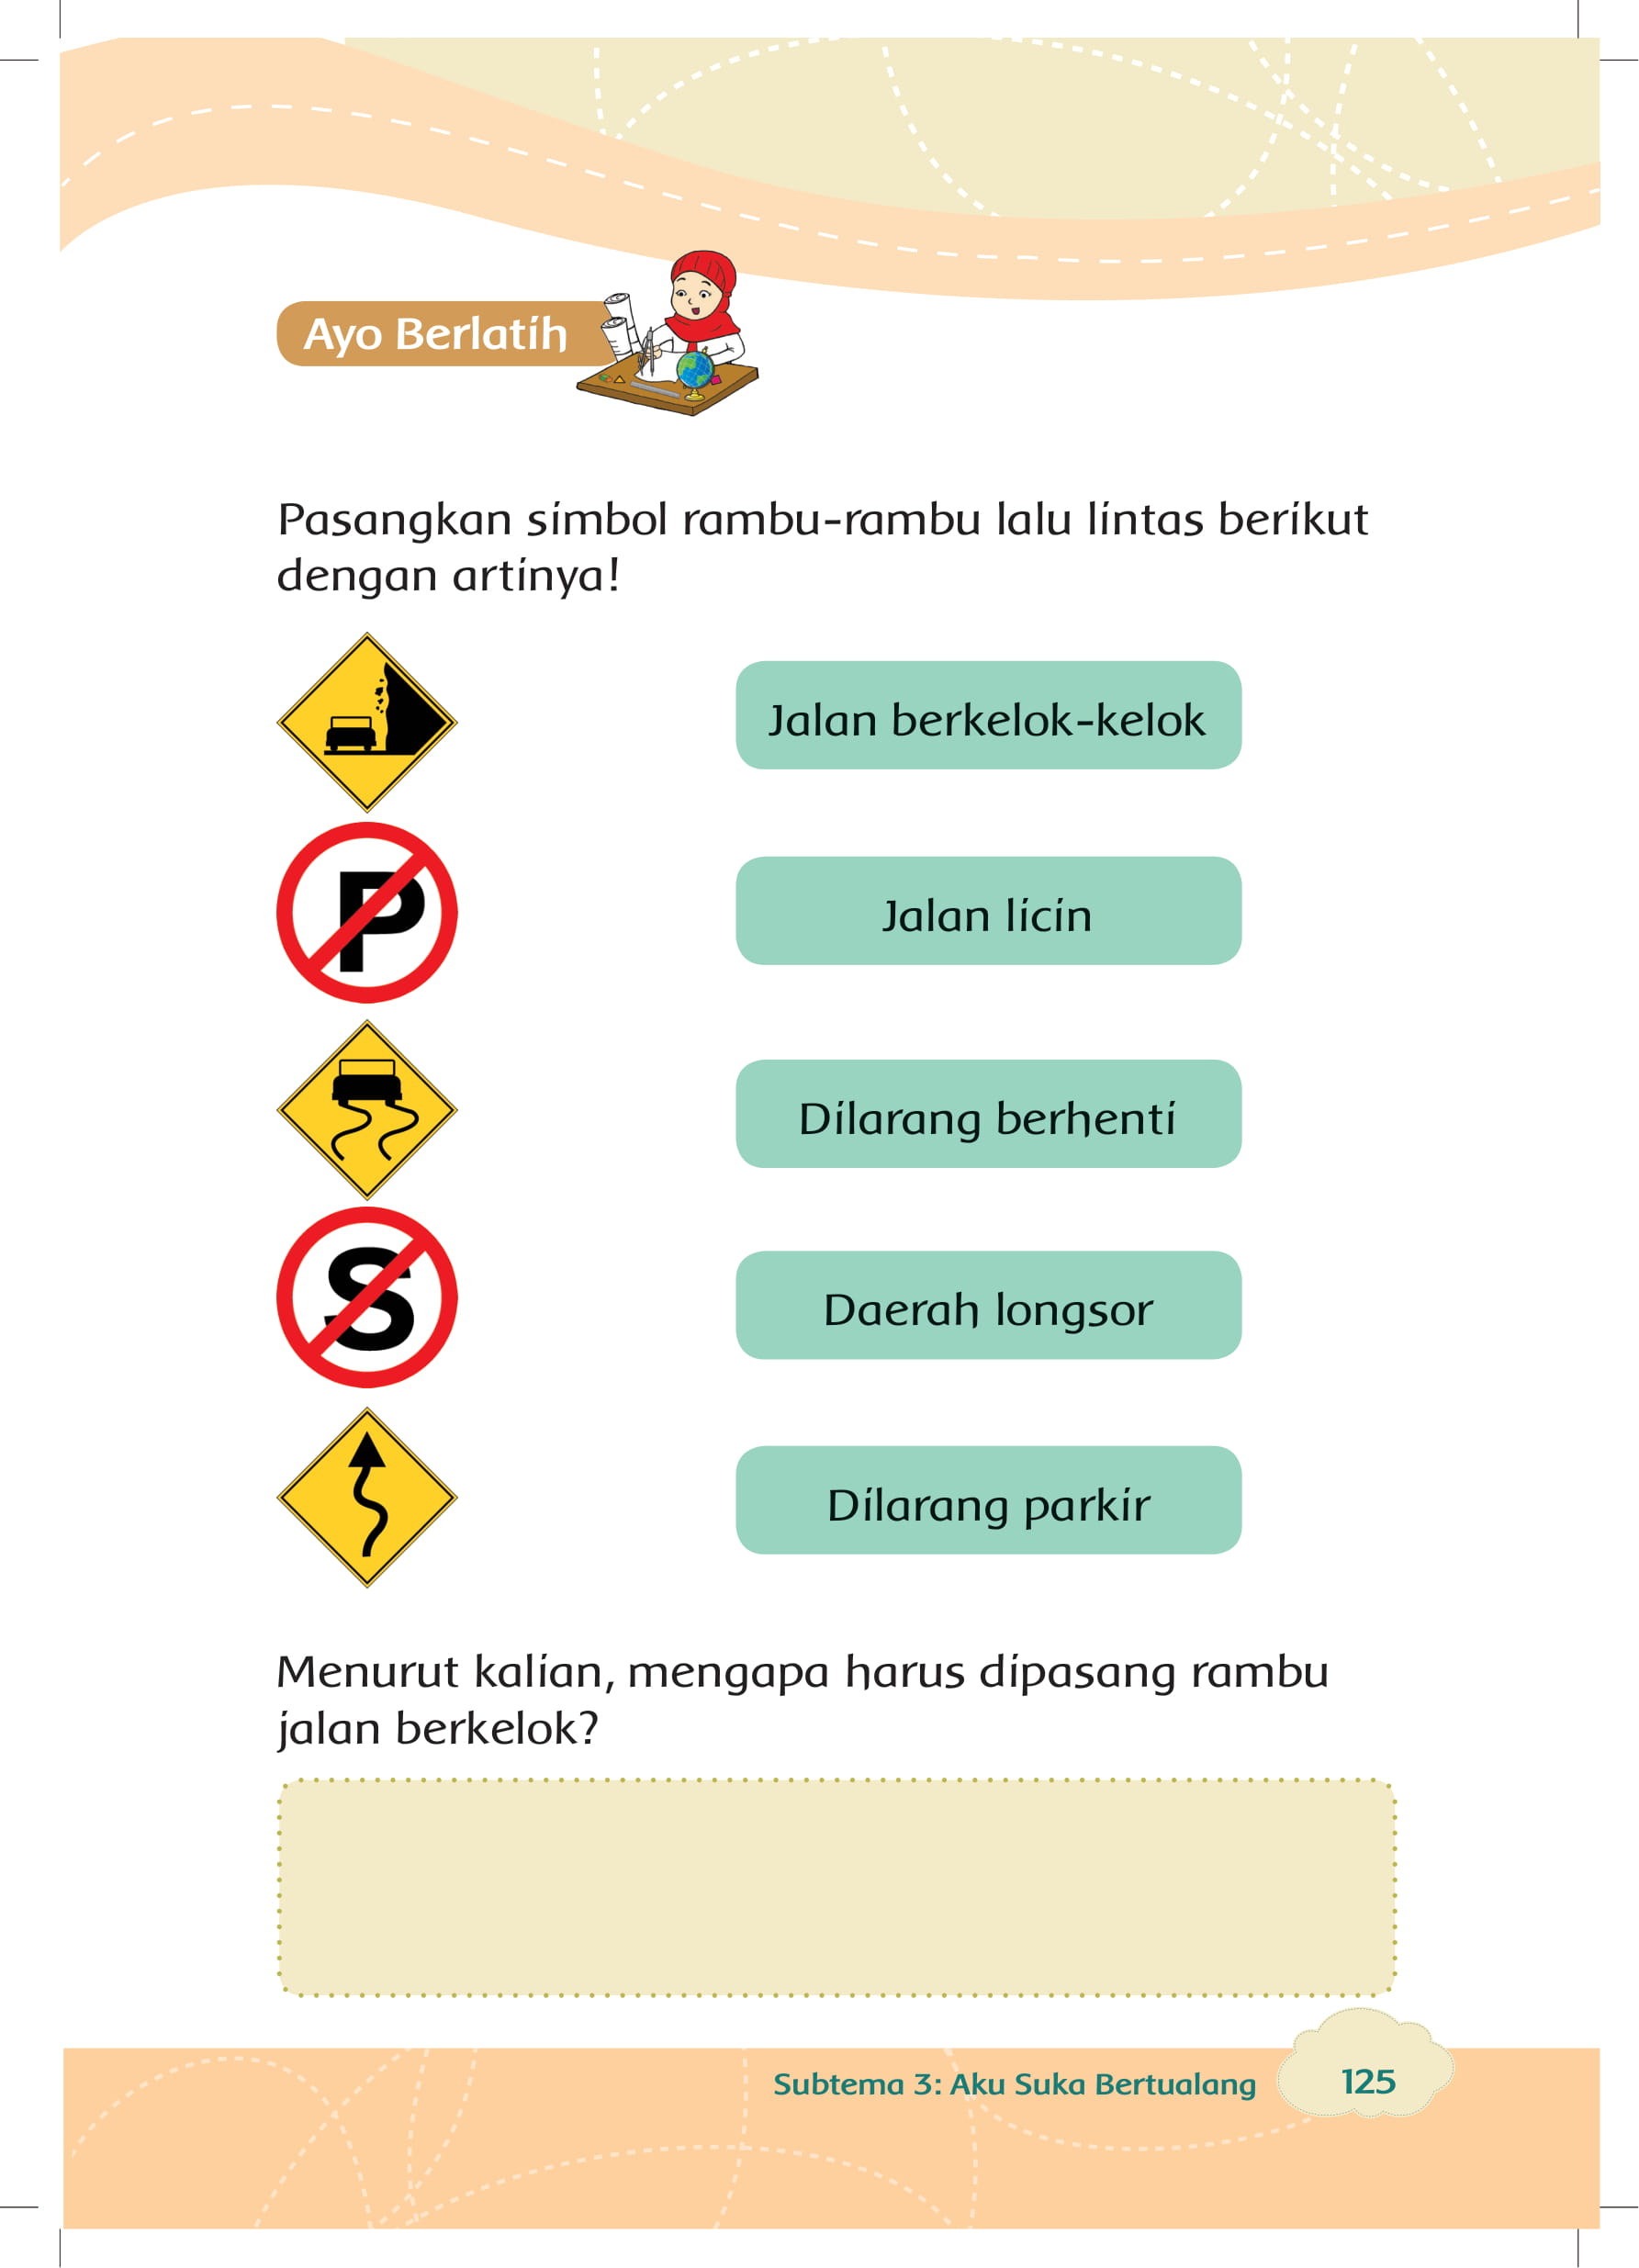 Ayo Berlatih
Pasangkan simbol rambu-rambu lalu lintas berikut
dengan artinya!
Jalan berkelok-kelok
P
Jalan licin
Dilarang berhenti
S
Daerah longsor
Dilarang parkir
Menurut kalian, mengapa harus dipasang rambu
jalan berkelok?
Subtema 3: Aku Suka Bertualang
125